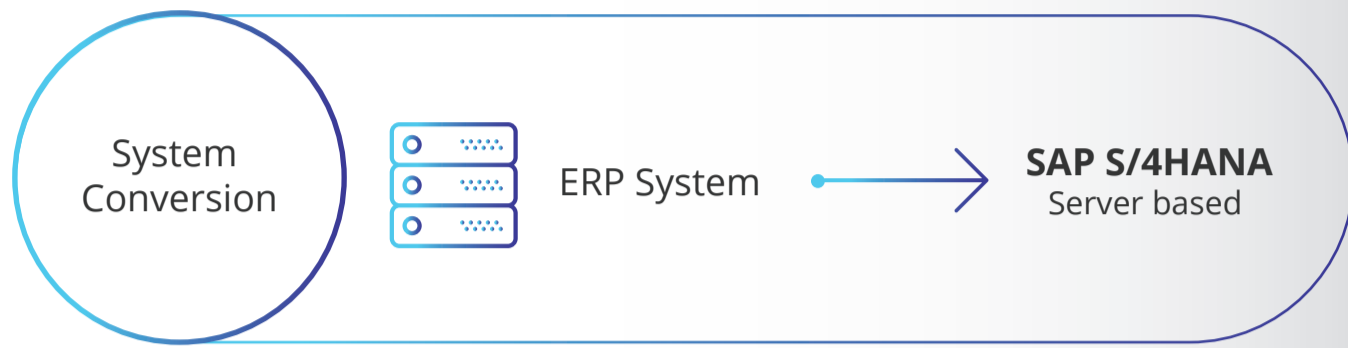 System
Conversion
ERP System
SAP S/4HANA
Server based